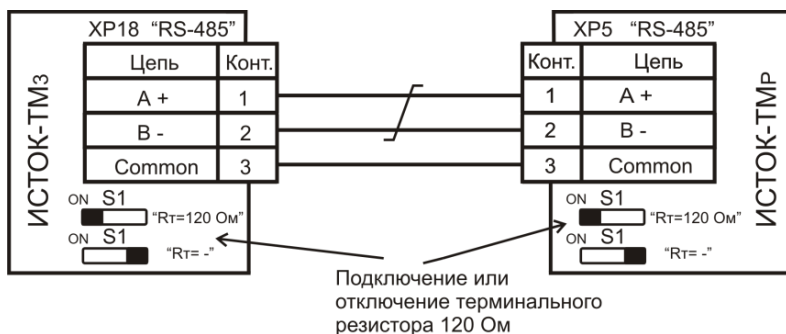 XP18 “RS-485”
Цепь Конт.
A + 1
B - 2
Common 3
ИСТОК-ТМ3
ON S1
“Rт=120 Ом”
ON S1
“Rт= -”
XP5 “RS-485”
Конт. Цепь
1 A +
2 B -
3 Common
ИСТОК-ТМР
ON S1
“Rт=120 Ом”
ON S1
“Rт= -”
Подключение или
отключение терминального
резистора 120 Ом